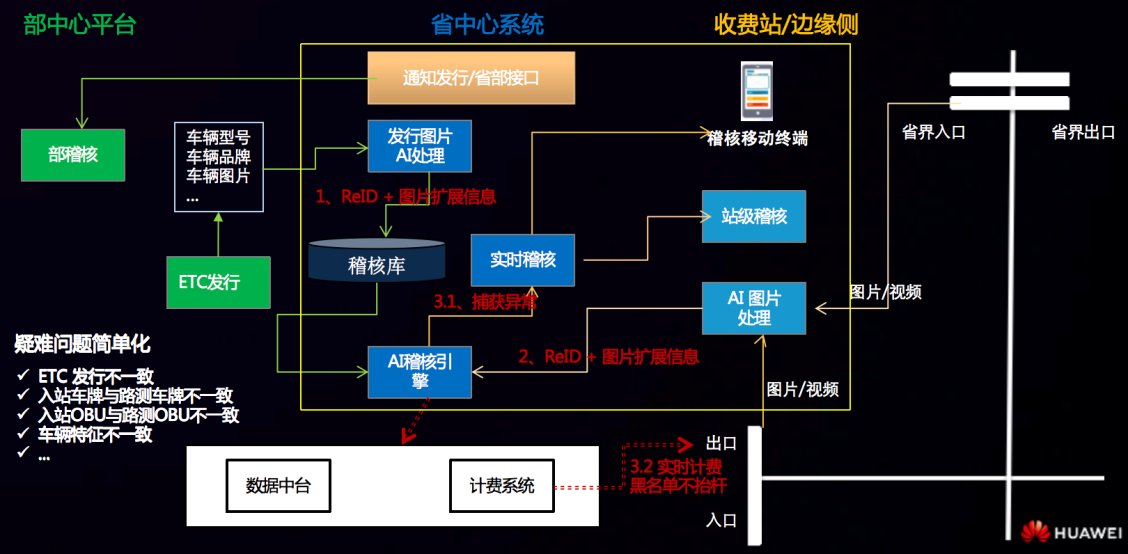 部中心平台
省中心系统
收费站/边缘侧
通知发行/省部接口
部稽核
车辆型号
车辆品牌
车辆图片
...
发行图片
AI处理
稽核移动终端
省界入口
省界出口
1、ReID + 图片扩展信息
站级稽核
稽核库
实时稽核
ETC发行
3.1、捕获异常
AI 图片
处理
图片/视频
疑难问题简单化
✓ ETC 发行不一致
✓ 入站车牌与路测车牌不一致
✓ 入站OBU与路测OBU不一致
✓ 车辆特征不一致
✓ ...
AI稽核引
擎
2、ReID + 图片扩展信息
图片/视频
数据中台
计费系统
3.2 实时计费
黑名单不抬杆
出口
入口
HUAWEI